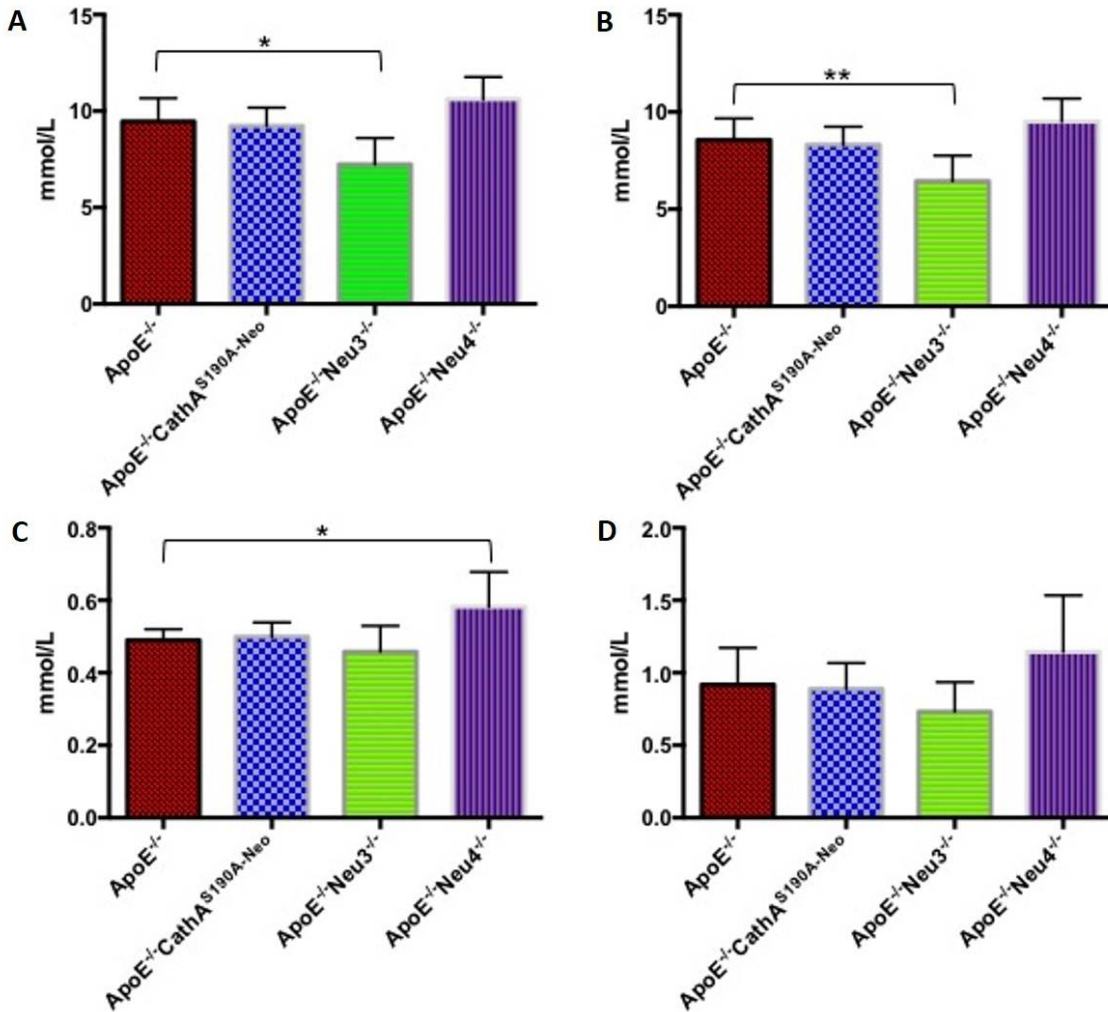 A
15
10
5
0
mmol/L
*
ApoE-/-
ApoE-/-CathAS190A-Neo
ApoE-/-Neu3-/-
ApoE-/-Neu4-/-
B
15
10
5
0
mmol/L
**
ApoE-/-
ApoE-/-CathAS190A-Neo
ApoE-/-Neu3-/-
ApoE-/-Neu4-/-
C
0.8
0.6
0.4
0.2
0.0
mmol/L
*
ApoE-/-
ApoE-/-CathAS190A-Neo
ApoE-/-Neu3-/-
ApoE-/-Neu4-/-
D
2.0
1.5
1.0
0.5
0.0
mmol/L
ApoE-/-
ApoE-/-CathAS190A-Neo
ApoE-/-Neu3-/-
ApoE-/-Neu4-/-